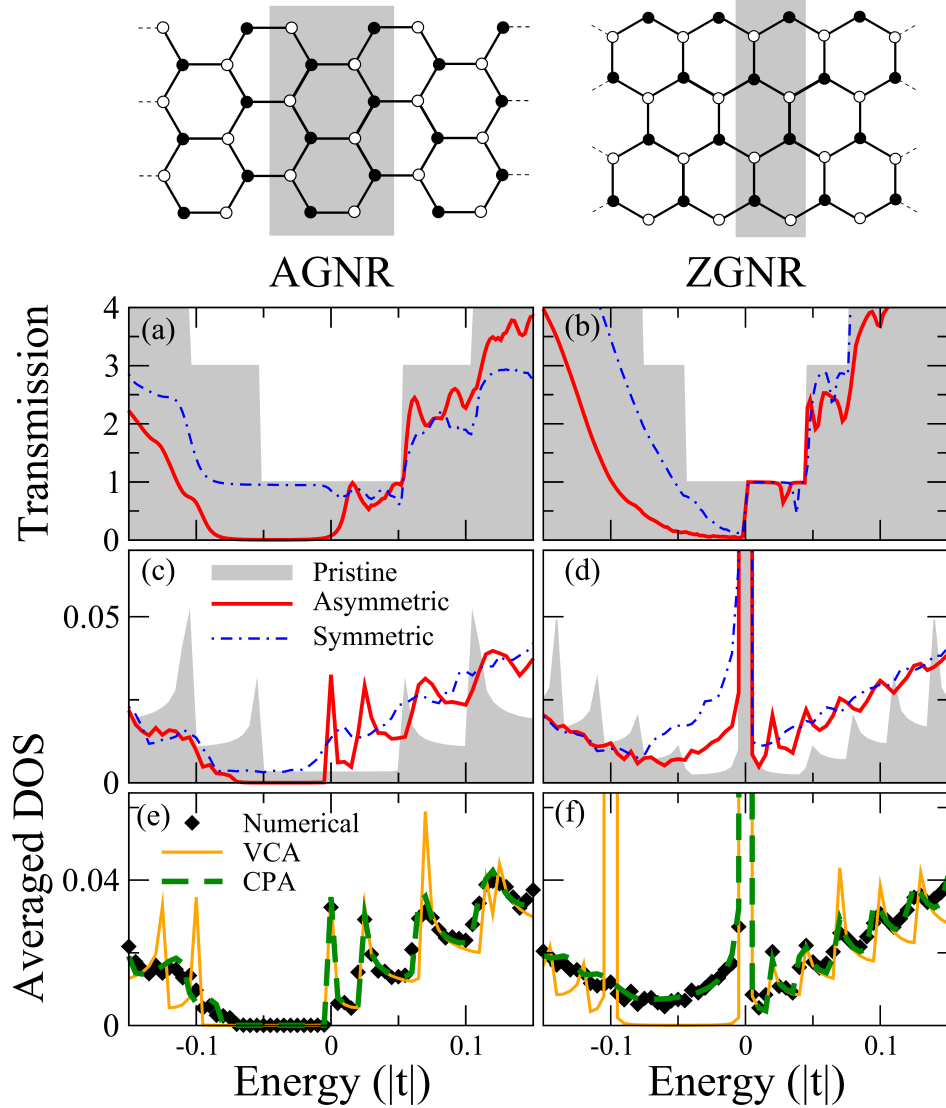 AGNR ZGNR
Transmission
4
3
2
1
0
(a)
(b)
Averaged DOS
0.05
0
(c)
Pristine
Asymmetric
Symmetric
(d)
0.04
0
(e)
Numerical
VCA
CPA
(f)
-0.1 0 0.1 -0.1 0 0.1
Energy (|t|) Energy (|t|)